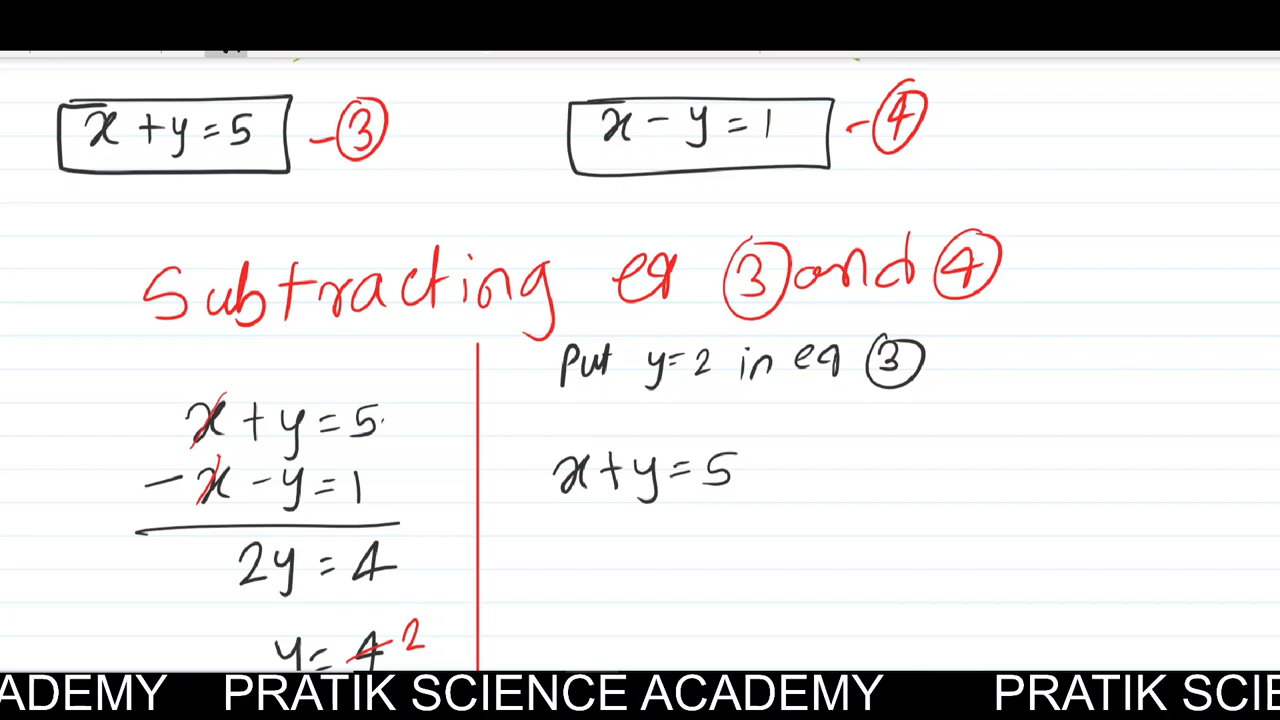 x + y = 5 - ③ x - y = 1 - ④
Subtracting eq ③ and ④
Put y = 2 in eq ③
x + y = 5
- x - y = 1
2y = 4
y = 4 2
x + y = 5
ADEMY PRATIK SCIENCE ACADEMY PRATIK SCIE